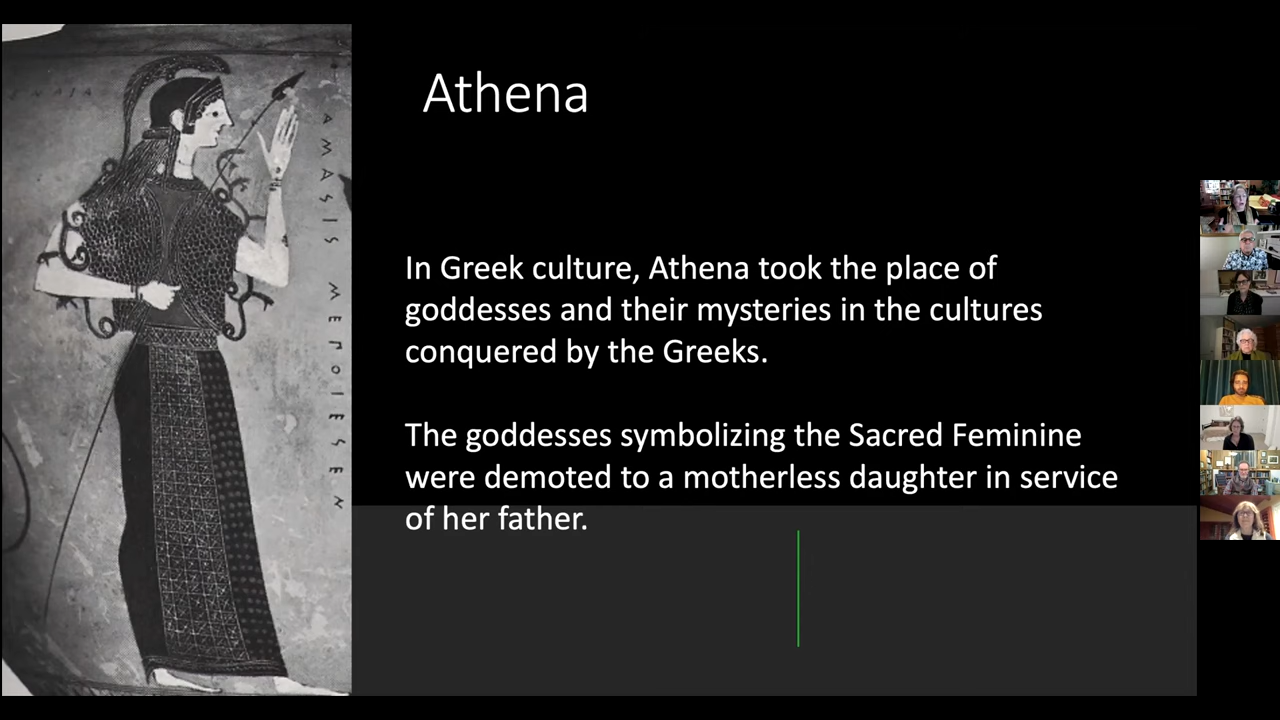 Athena
In Greek culture, Athena took the place of
goddesses and their mysteries in the cultures
conquered by the Greeks.
The goddesses symbolizing the Sacred Feminine
were demoted to a motherless daughter in service
of her father.